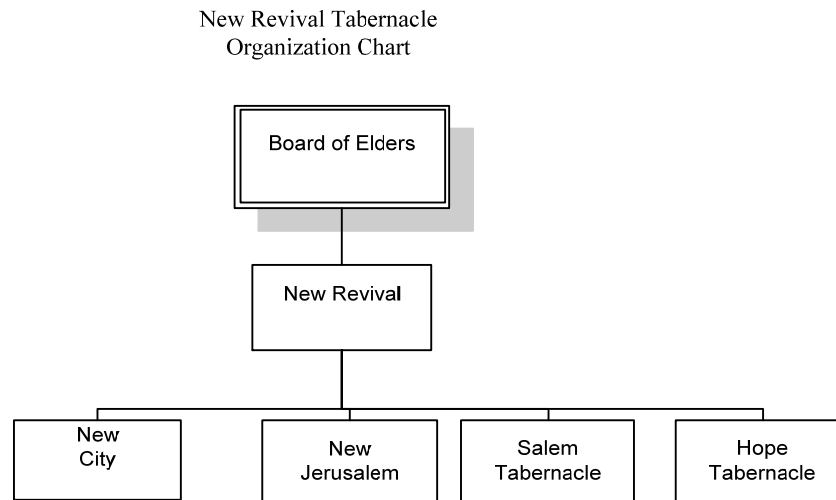 New Revival Tabernacle
Organization Chart
Board of Elders
New Revival
New
City
New
Jerusalem
Salem
Tabernacle
Hope
Tabernacle